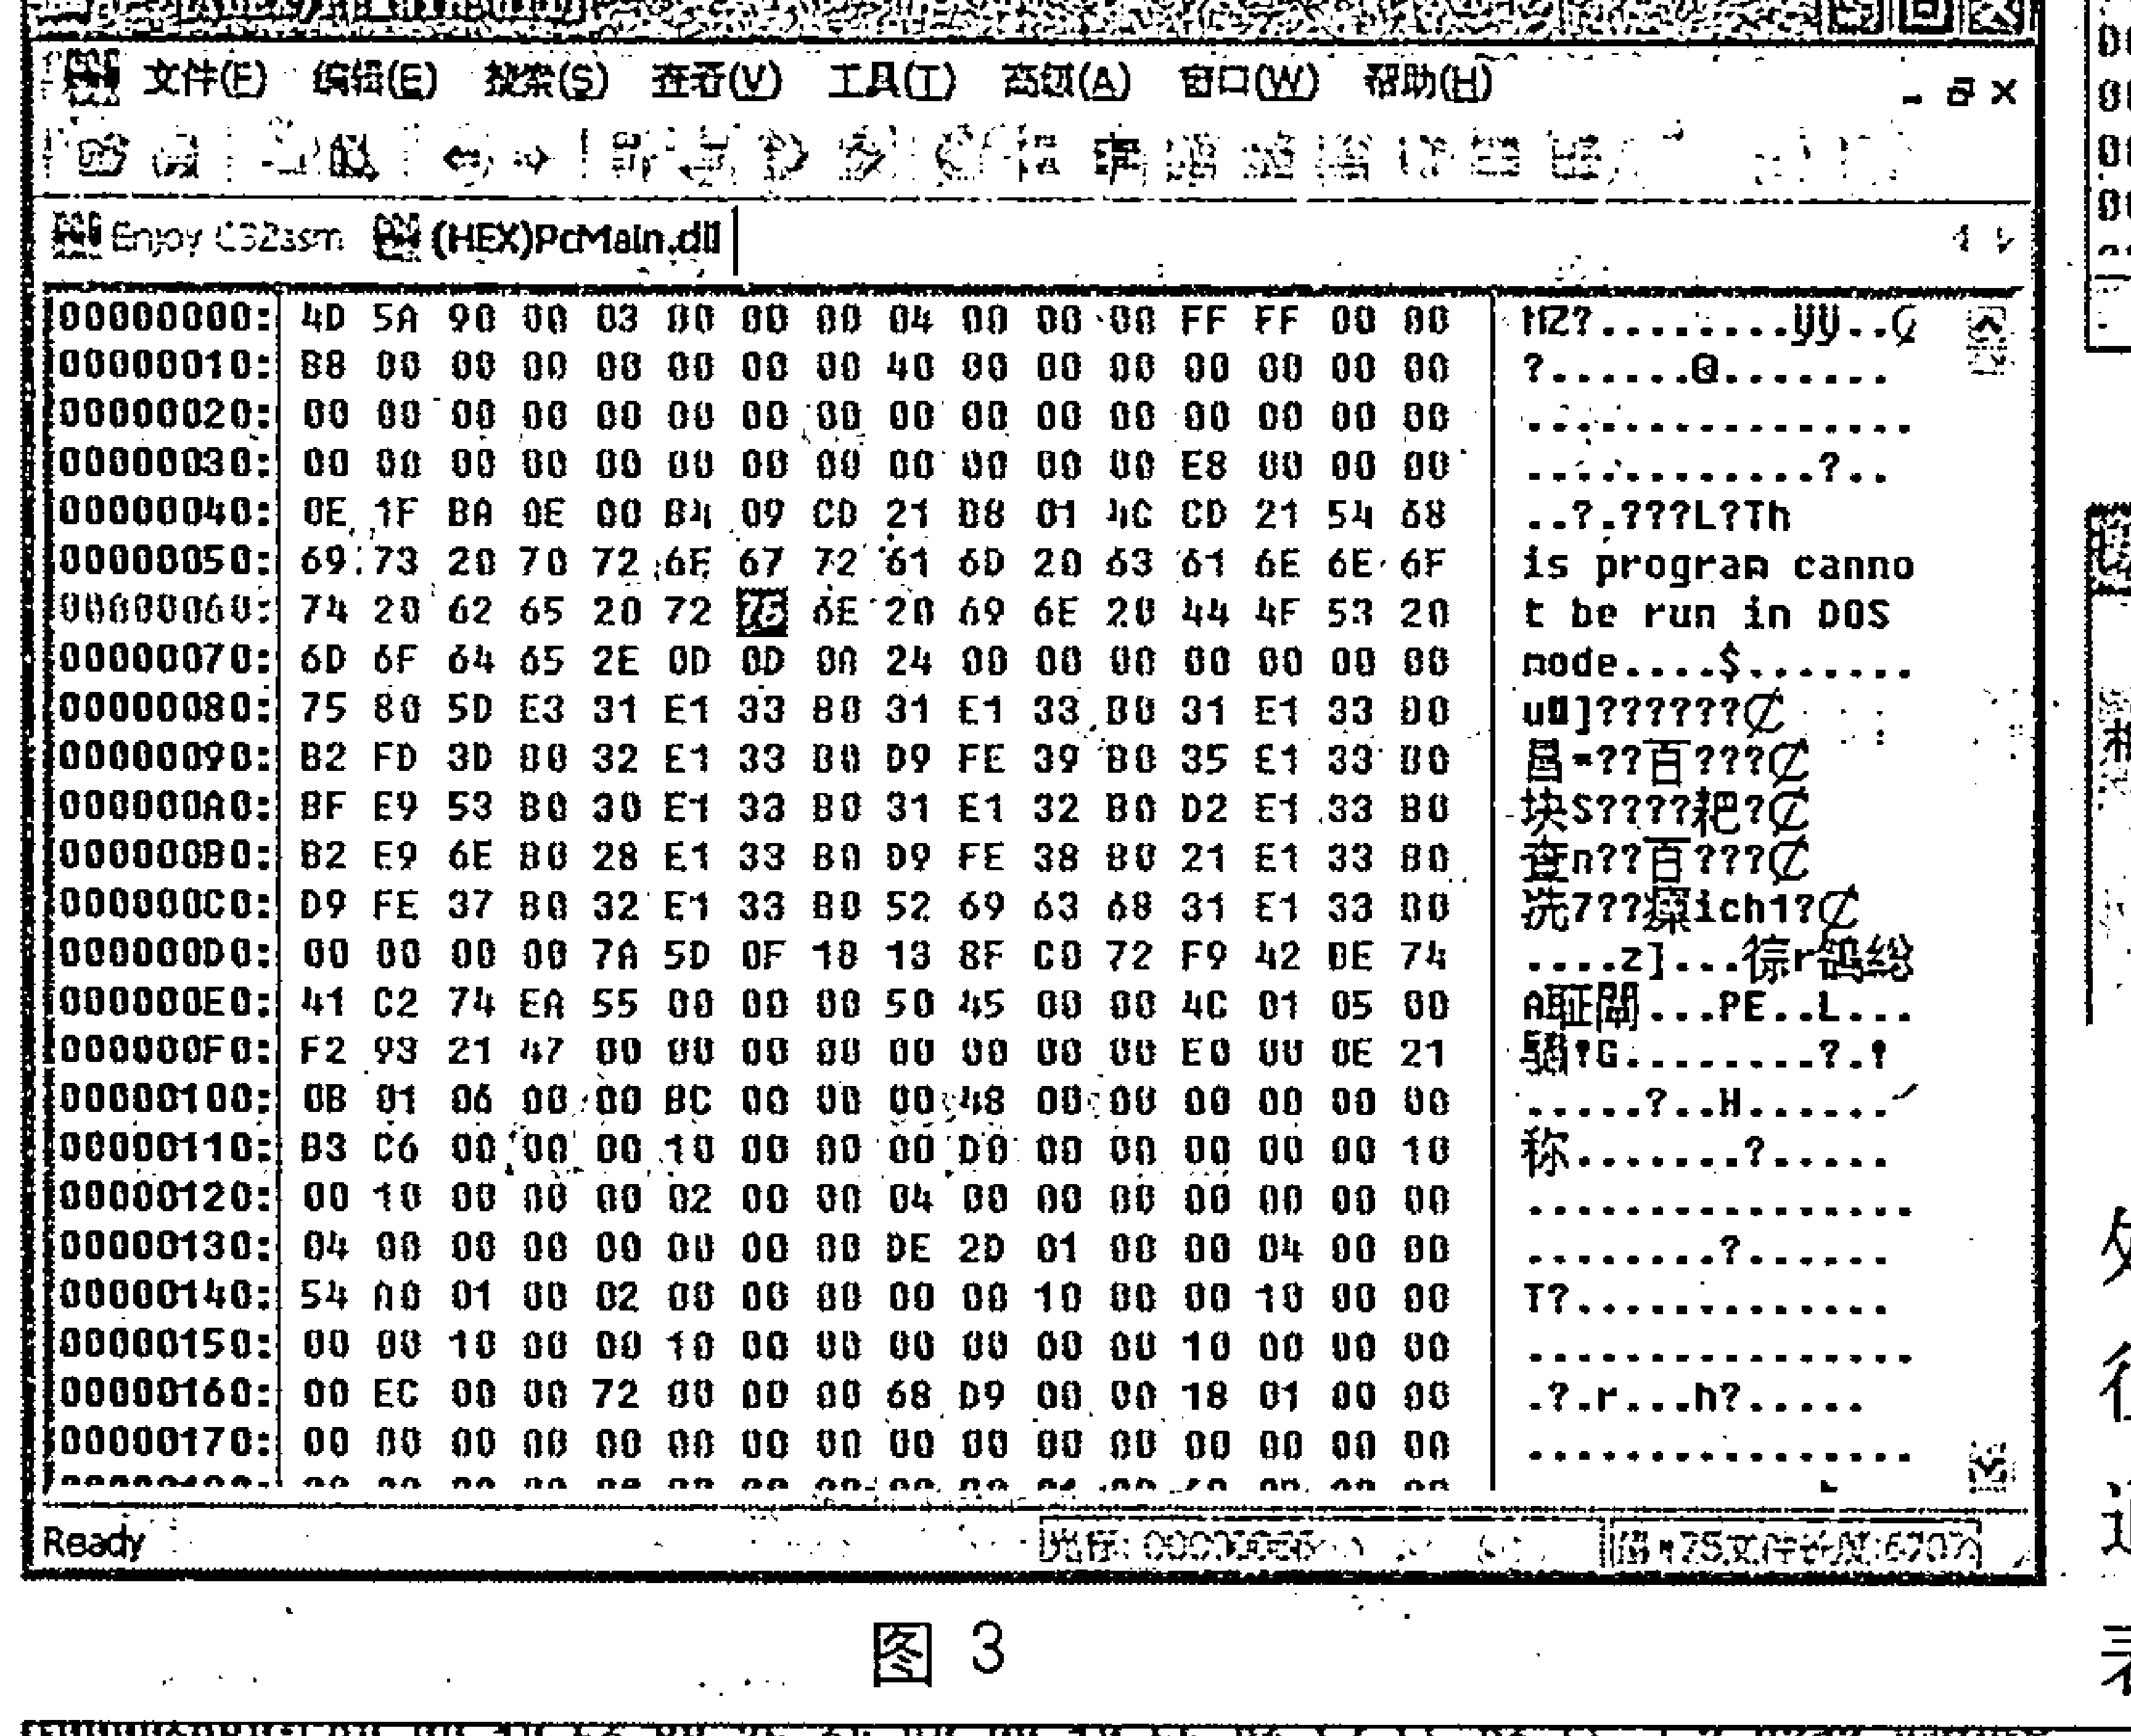 文件(F) 编辑(E) 搜索(S) 查看(V) 工具(T) 高级(A) 窗口(W) 帮助(H)
Enjoy C32asm (HEX)PcMain.dll
00000000: 4D 5A 90 00 03 00 00 00 04 00 00 00 FF FF 00 00 MZ?........ÿÿ..
00000010: B8 00 00 00 00 00 00 00 40 00 00 00 00 00 00 00 ?......@.......
00000020: 00 00 00 00 00 00 00 00 00 00 00 00 00 00 00 00 ................
00000030: 00 00 00 00 00 00 00 00 00 00 00 00 E8 00 00 00 ............?..
00000040: 0E 1F BA 0E 00 B4 09 CD 21 B8 01 4C CD 21 54 68 ..?.???L?Th
00000050: 69 73 20 70 72 6F 67 72 61 6D 20 63 61 6E 6E 6F is program canno
00000060: 74 20 62 65 20 72 75 6E 20 69 6E 20 44 4F 53 20 t be run in DOS
00000070: 6D 6F 64 65 2E 0D 0D 0A 24 00 00 00 00 00 00 00 mode....$.......
00000080: 75 80 5D E3 31 E1 33 B0 31 E1 33 B0 31 E1 33 B0 u]??????
00000090: B2 FD 3D B0 32 E1 33 B0 D9 FE 39 B0 35 E1 33 B0 昌=??百???
000000A0: BF E9 53 B0 30 E1 33 B0 31 E1 32 B0 D2 E1 33 B0 块S????耙?
000000B0: B2 E9 6E B0 28 E1 33 B0 D9 FE 38 B0 21 E1 33 B0 查n??百???
000000C0: D9 FE 37 B0 32 E1 33 B0 52 69 63 68 31 E1 33 B0 7???ich1?
000000D0: 00 00 00 00 7A 5D 0F 18 13 8F C0 72 F9 42 DE 74 ....z]...r
000000E0: 41 C2 74 EA 55 00 00 00 50 45 00 00 4C 01 05 00 A...PE..L...
000000F0: F2 93 21 47 00 00 00 00 00 00 00 00 E0 00 0E 21 !G........?.!
00000100: 0B 01 06 00 00 BC 00 00 00 48 00 00 00 00 00 00 .....?..H......
00000110: B3 C6 00 00 00 10 00 00 00 D0 00 00 00 00 00 10 称.......?.....
00000120: 00 10 00 00 00 02 00 00 04 00 00 00 00 00 00 00 ................
00000130: 04 00 00 00 00 00 00 00 DE 2D 01 00 00 04 00 00 ........?......
00000140: 54 A0 01 00 02 00 00 00 00 00 10 00 00 10 00 00 T?.............
00000150: 00 00 10 00 00 10 00 00 00 00 00 00 10 00 00 00 ................
00000160: 00 EC 00 00 72 00 00 00 68 D9 00 00 18 01 00 00 .?.r...h?.....
00000170: 00 00 00 00 00 00 00 00 00 00 00 00 00 00 00 00 ................
Ready
图 3